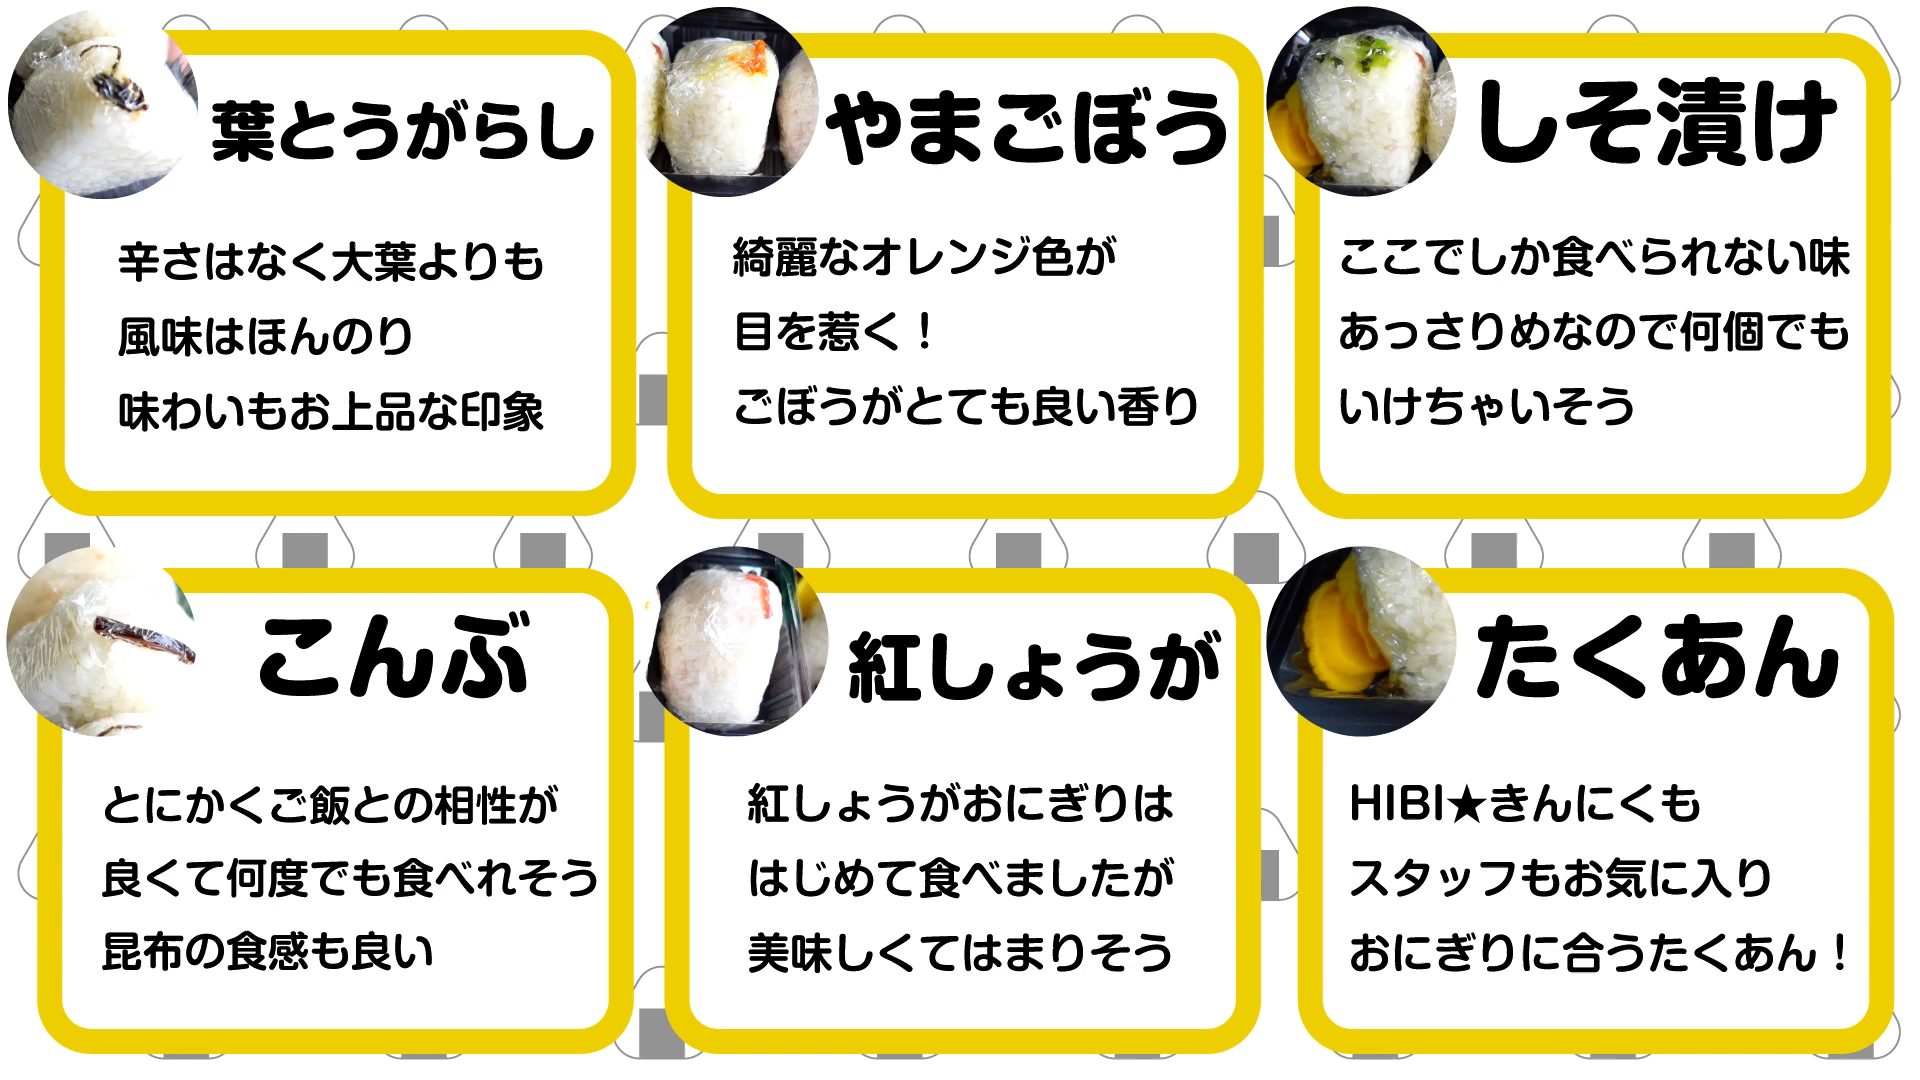 葉とうがらし
辛さはなく大葉よりも
風味はほんのり
味わいもお上品な印象
やまごぼう
綺麗なオレンジ色が
目を惹く！
ごぼうがとても良い香り
しそ漬け
ここでしか食べられない味
あっさりめなので何個でも
いけちゃいそう
こんぶ
とにかくご飯との相性が
良くて何度でも食べれそう
昆布の食感も良い
紅しょうが
紅しょうがおにぎりは
はじめて食べましたが
美味しくてはまりそう
たくあん
HIBI★きんにくも
スタッフもお気に入り
おにぎりに合うたくあん！